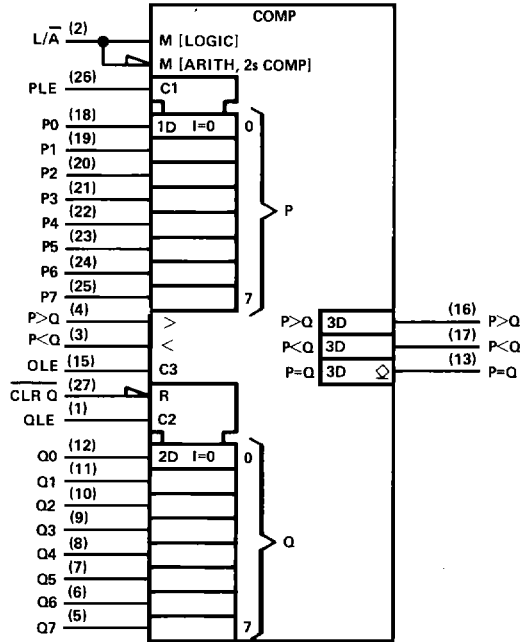 COMP
L/A̅ (2) M [LOGIC]
M [ARITH, 2s COMP]
PLE (26) C1
P0 (18) 1D I=0 0
P1 (19)
P2 (20)
P3 (21) P
P4 (22)
P5 (23)
P6 (24)
P7 (25) 7
P>Q (4) > P>Q 3D (16) P>Q
P<Q (3) < P<Q 3D (17) P<Q
OLE (15) C3 P=Q 3D (13) P=Q
C̅L̅R̅ ̅Q̅ (27) R
QLE (1) C2
Q0 (12) 2D I=0 0
Q1 (11)
Q2 (10)
Q3 (9)
Q4 (8) Q
Q5 (7)
Q6 (6)
Q7 (5) 7